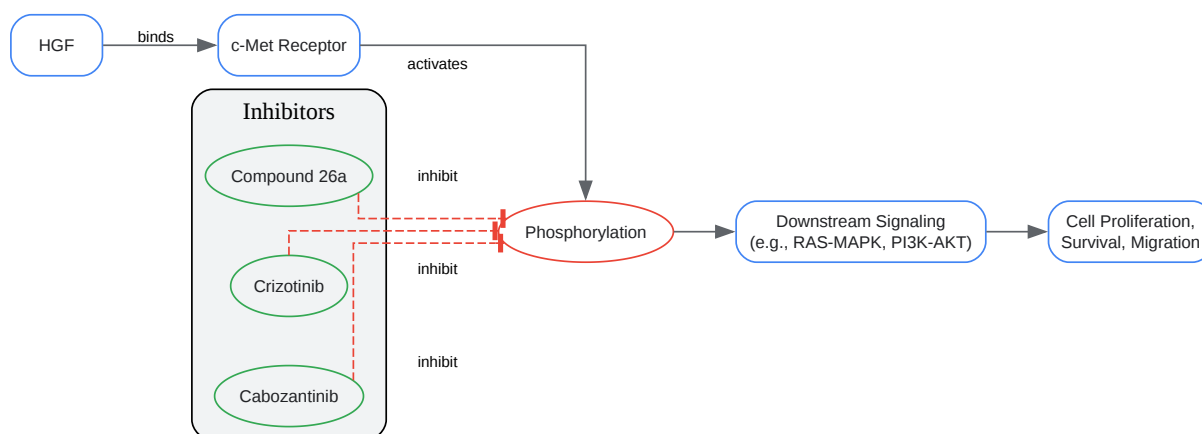 HGF
binds
c-Met Receptor
activates
Inhibitors
Compound 26a
inhibit
Phosphorylation
Downstream Signaling
(e.g., RAS-MAPK, PI3K-AKT)
Cell Proliferation,
Survival, Migration
Crizotinib
inhibit
Cabozantinib
inhibit